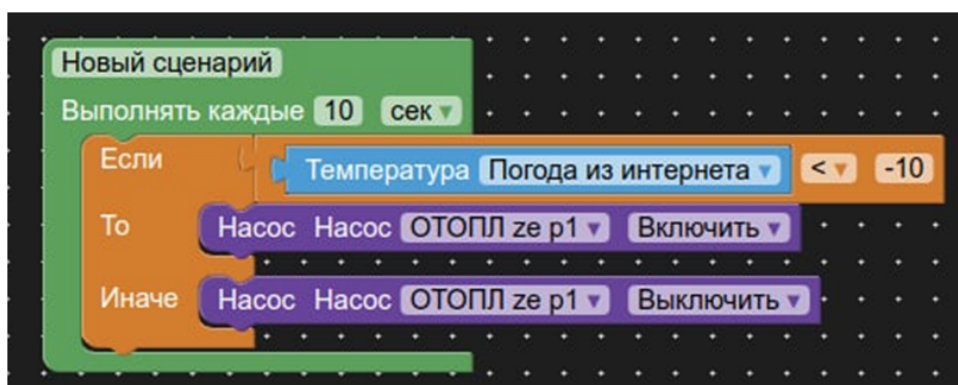 Новый сценарий
Выполнять каждые 10 сек
Если Температура Погода из интернета < -10
То Насос Насос ОТОПЛ ze p1 Включить
Иначе Насос Насос ОТОПЛ ze p1 Выключить